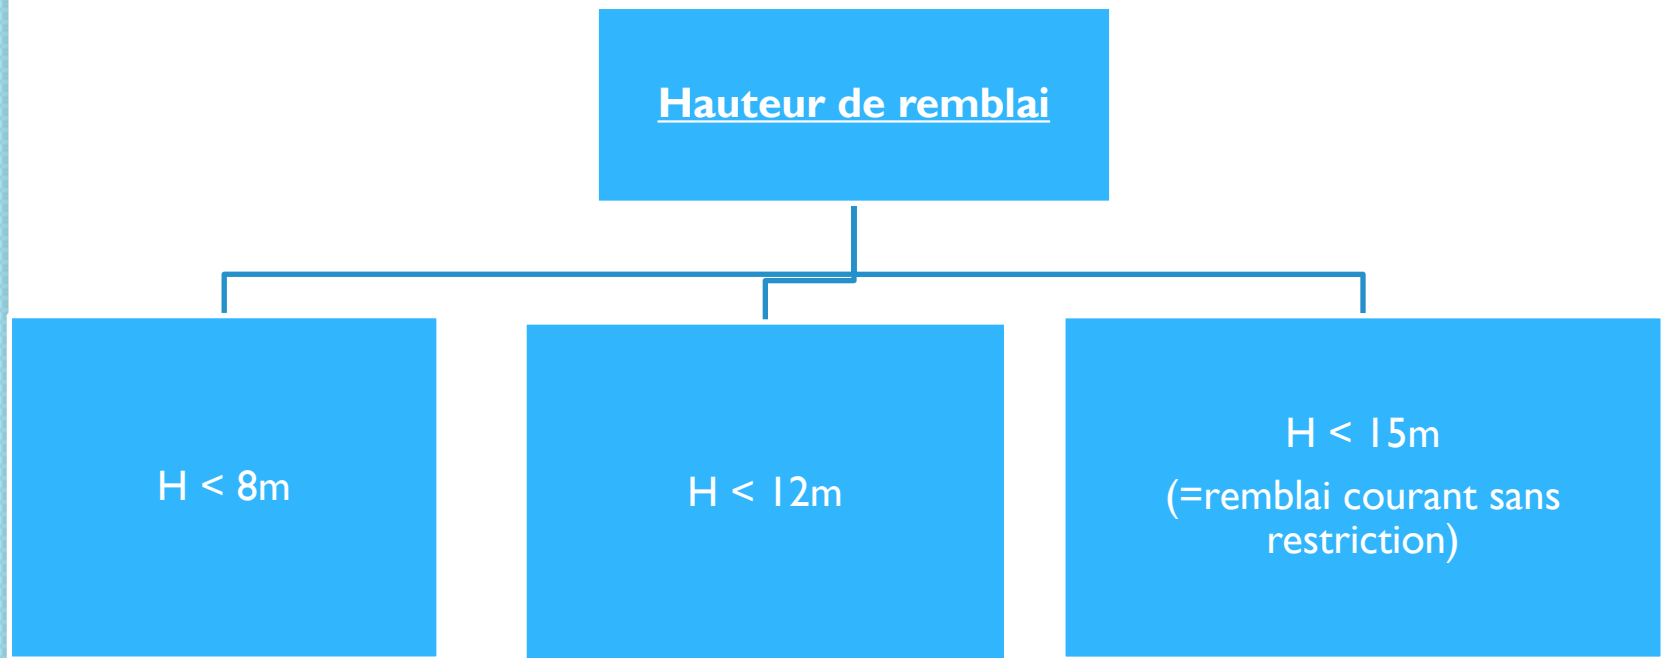 Hauteur de remblai
H < 8m
H < 12m
H < 15m
(=remblai courant sans
restriction)